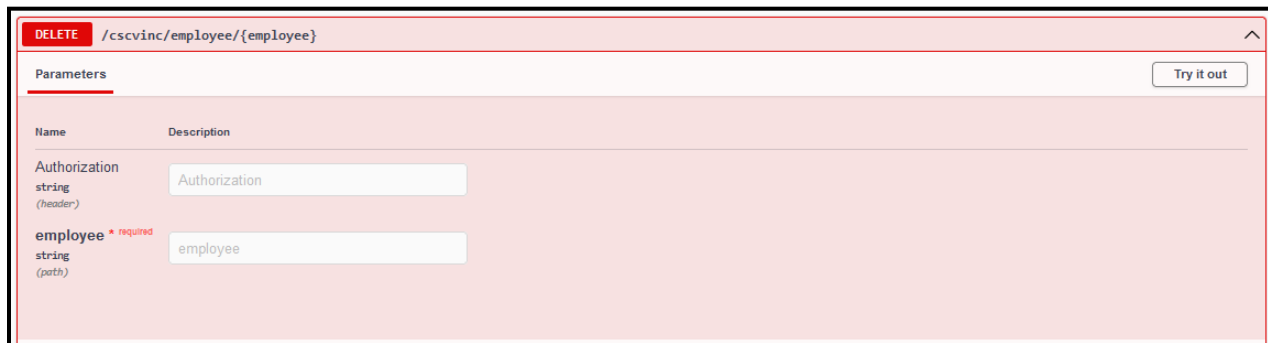 DELETE /cscvinc/employee/{employee}
Parameters Try it out
Name Description
Authorization
string
(header)
Authorization
employee * required
string
(path)
employee